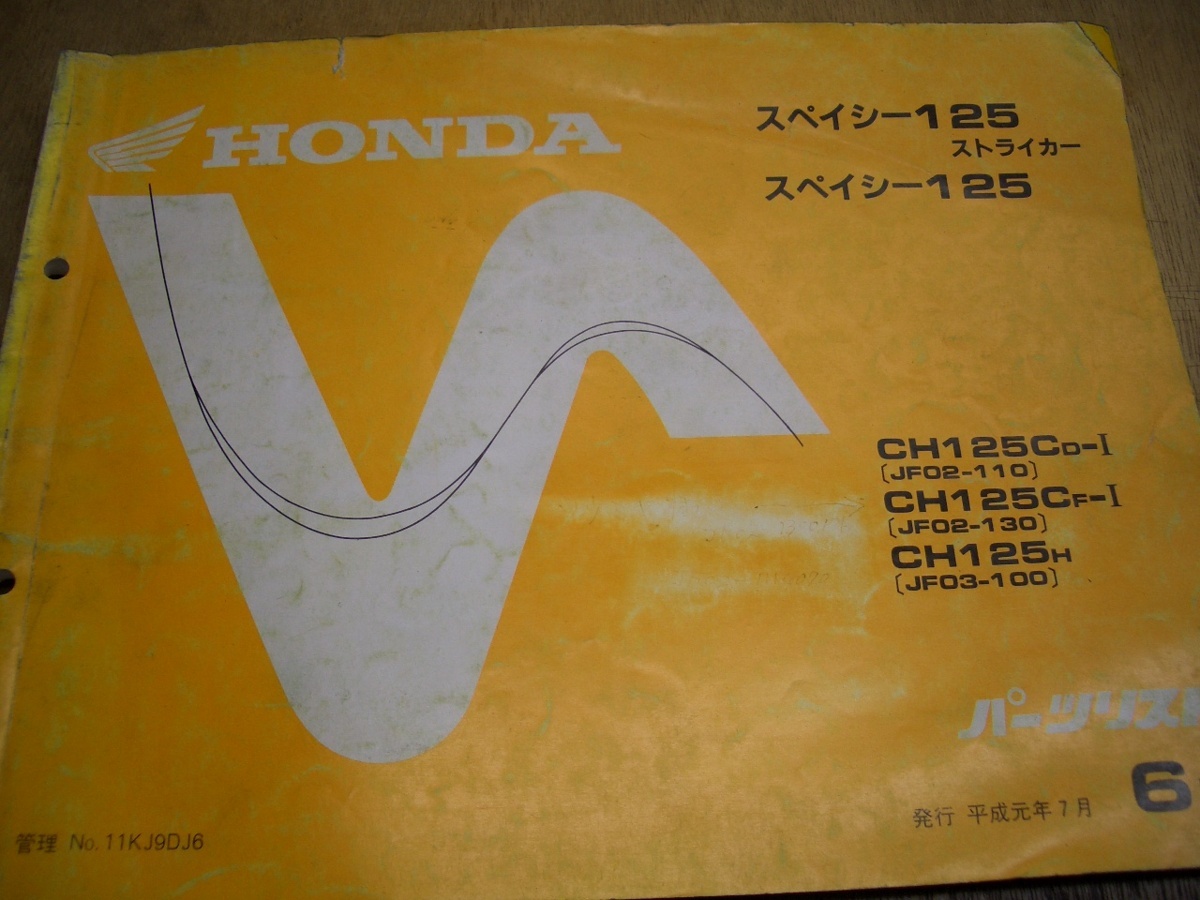 HONDA
スペイシー125
ストライカー
スペイシー125
CH125CD-I
〔JF02-110〕
CH125CF-I
〔JF02-130〕
CH125H
〔JF03-100〕
パーツリスト
6
発行 平成元年7月
管理 No. 11KJ9DJ6